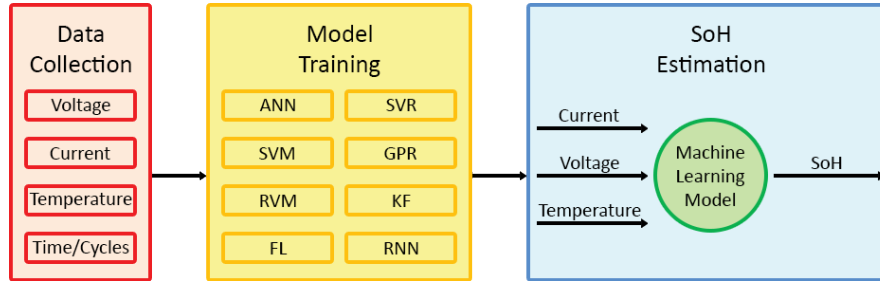 Data
Collection
Voltage
Current
Temperature
Time/Cycles
Model
Training
ANN
SVR
SVM
GPR
RVM
KF
FL
RNN
SoH
Estimation
Current
Voltage
Temperature
Machine
Learning
Model
SoH